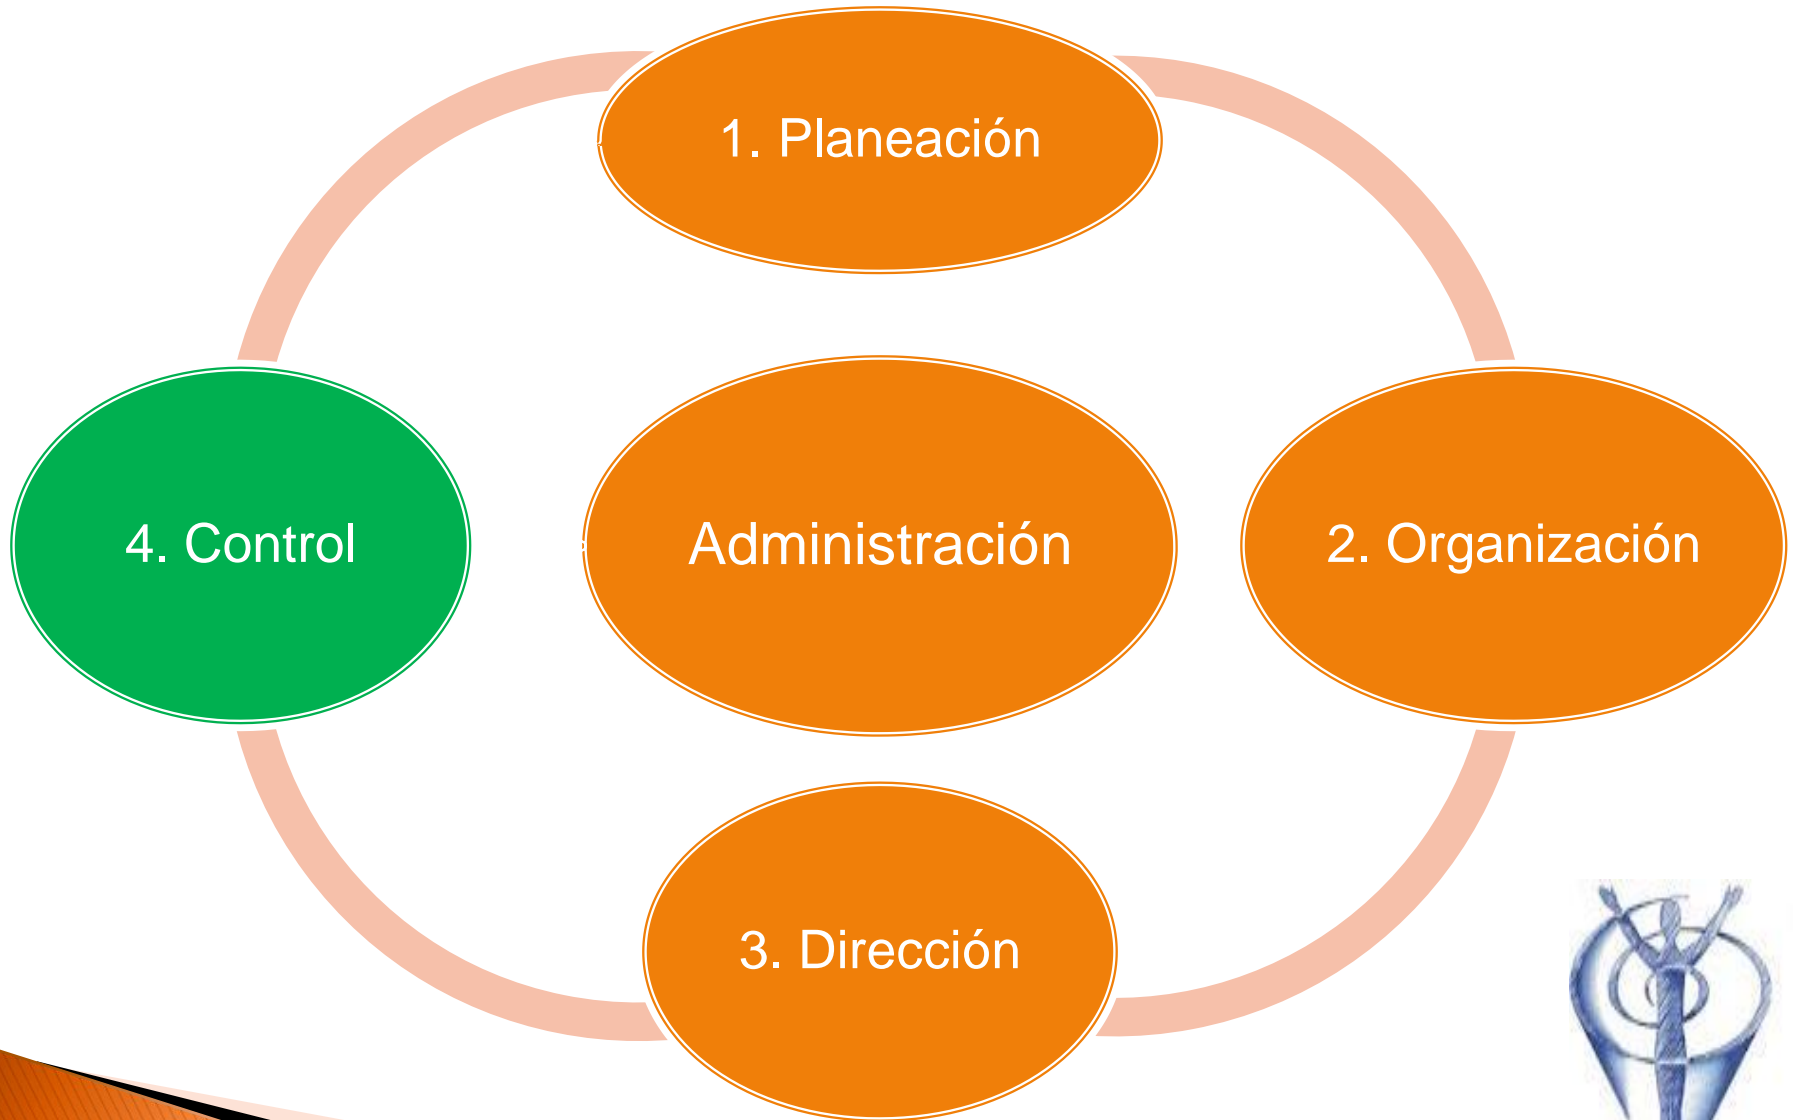 1. Planeación
4. Control
Administración
2. Organización
3. Dirección